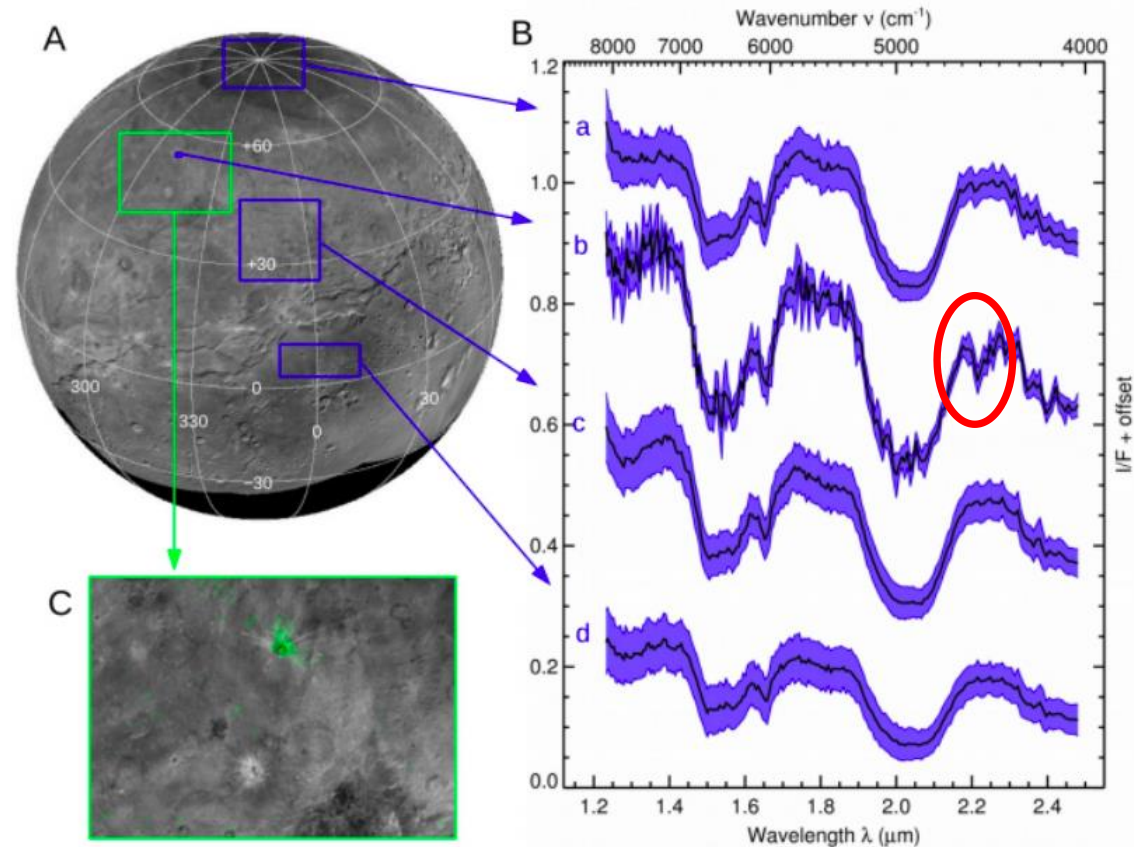 A
+60
+30
300
0
30
330
0
−30
C
B
Wavenumber ν (cm⁻¹)
8000 7000 6000 5000 4000
1.2
1.0
0.8
0.6
0.4
0.2
0.0
a
b
c
d
I/F + offset
1.2 1.4 1.6 1.8 2.0 2.2 2.4
Wavelength λ (μm)